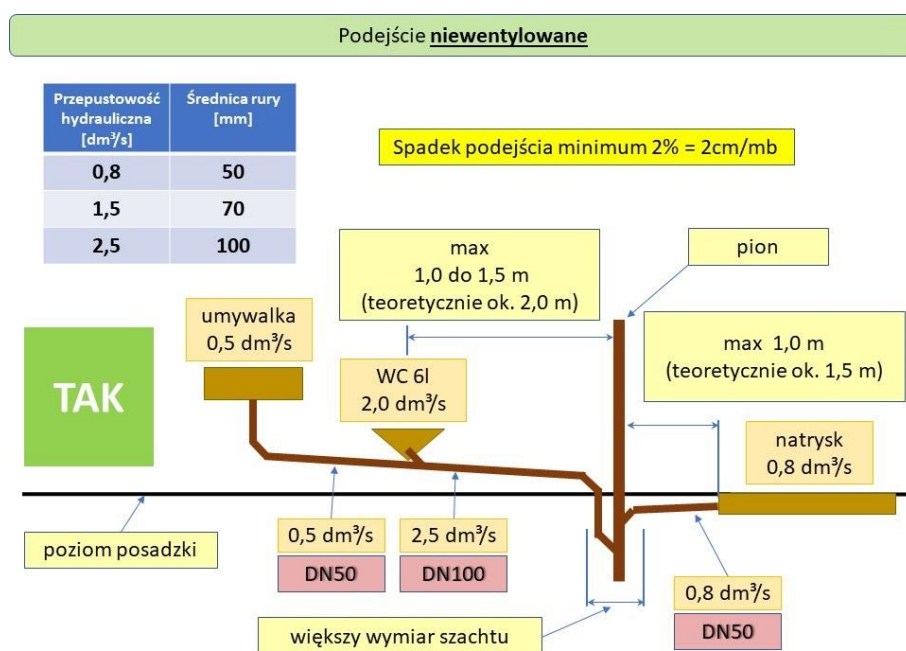 Podejście niewentylowane
Przepustowość
hydrauliczna
[dm³/s]
Średnica rury
[mm]
0,8
50
1,5
70
2,5
100
Spadek podejścia minimum 2% = 2cm/mb
max
1,0 do 1,5 m
(teoretycznie ok. 2,0 m)
pion
umywalka
0,5 dm³/s
WC 6l
2,0 dm³/s
max 1,0 m
(teoretycznie ok. 1,5 m)
TAK
natrysk
0,8 dm³/s
poziom posadzki
0,5 dm³/s
DN50
2,5 dm³/s
DN100
0,8 dm³/s
DN50
większy wymiar szachtu